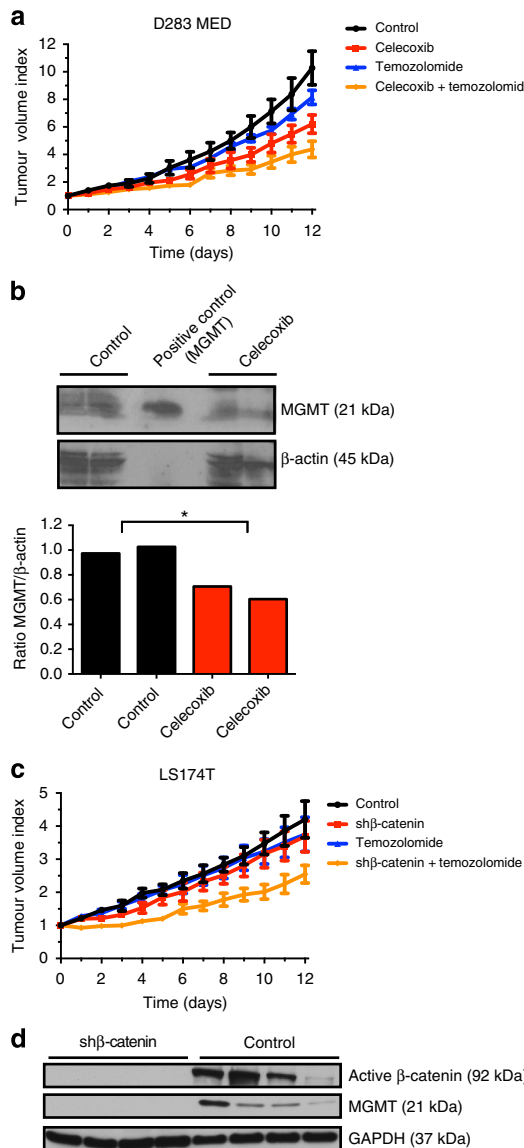 a
D283 MED
Tumour volume index
12
10
8
6
4
2
0
0 2 4 6 8 10 12
Time (days)
Control
Celecoxib
Temozolomide
Celecoxib + temozolomid
b
Control
Positive control
(MGMT)
Celecoxib
MGMT (21 kDa)
β-actin (45 kDa)
Ratio MGMT/β-actin
1.2
1.0
0.8
0.6
0.4
0.2
0.0
*
Control
Control
Celecoxib
Celecoxib
c
LS174T
Tumour volume index
5
4
3
2
1
0
0 2 4 6 8 10 12
Time (days)
Control
shβ-catenin
Temozolomide
shβ-catenin + temozolomide
d
shβ-catenin
Control
Active β-catenin (92 kDa)
MGMT (21 kDa)
GAPDH (37 kDa)